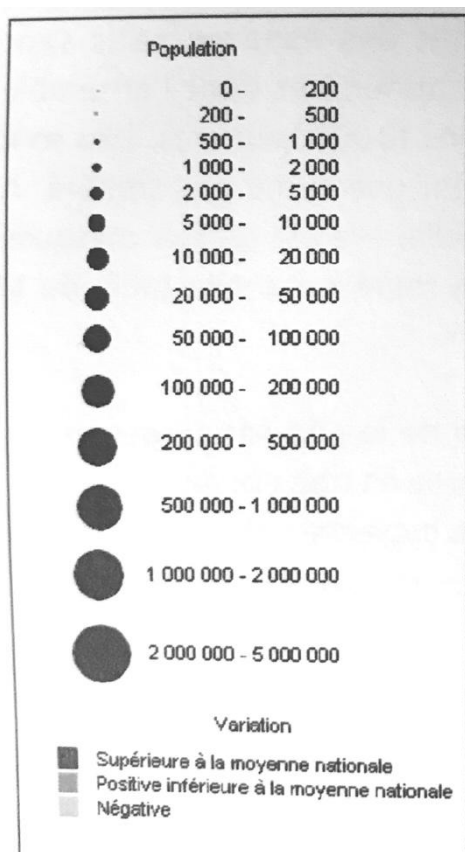 Population
0 - 200
200 - 500
500 - 1 000
1 000 - 2 000
2 000 - 5 000
5 000 - 10 000
10 000 - 20 000
20 000 - 50 000
50 000 - 100 000
100 000 - 200 000
200 000 - 500 000
500 000 - 1 000 000
1 000 000 - 2 000 000
2 000 000 - 5 000 000
Variation
Supérieure à la moyenne nationale
Positive inférieure à la moyenne nationale
Négative